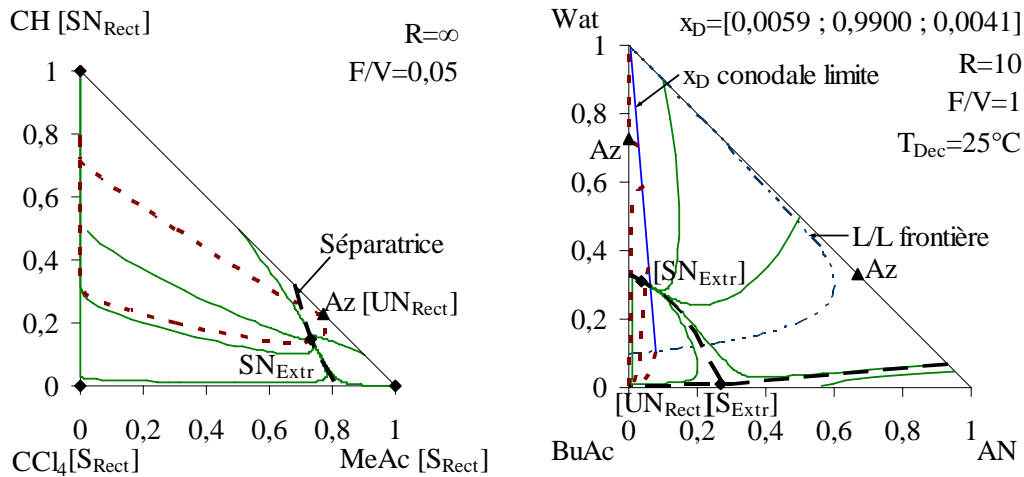 CH [SN_Rect]
R=∞
F/V=0,05
1
0,8
0,6
0,4
0,2
0
Séparatrice
Az [UN_Rect]
SN_Extr
0 0,2 0,4 0,6 0,8 1
CCl4[S_Rect]
MeAc [S_Rect]
Wat
x_D=[0,0059 ; 0,9900 ; 0,0041]
R=10
F/V=1
T_Dec=25°C
1
0,8
0,6
0,4
0,2
0
x_D conodale limite
Az
[SN_Extr]
L/L frontière
Az
[UN_Rect][S_Extr]
0 0,2 0,4 0,6 0,8 1
BuAc
AN